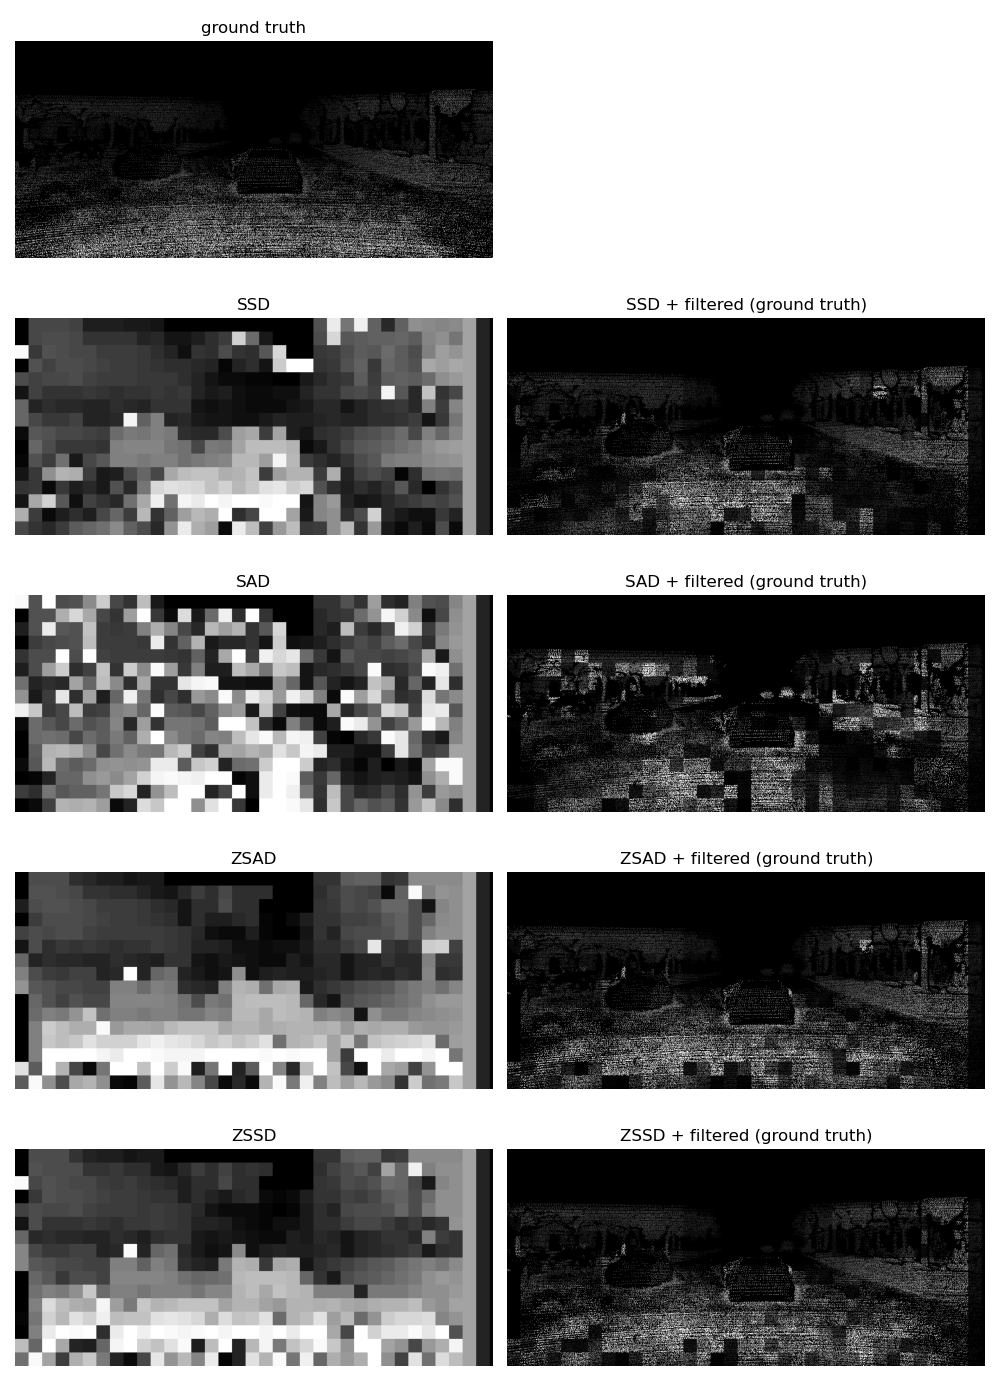 ground truth
SSD
SSD + filtered (ground truth)
SAD
SAD + filtered (ground truth)
ZSAD
ZSAD + filtered (ground truth)
ZSSD
ZSSD + filtered (ground truth)